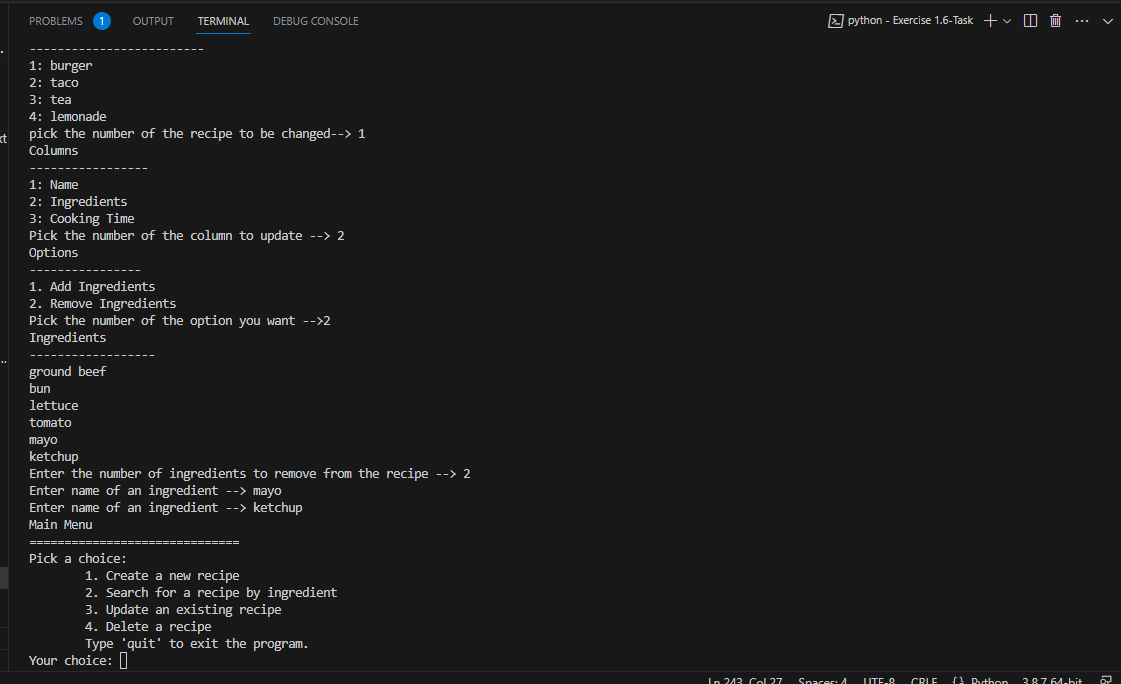 PROBLEMS 1 OUTPUT TERMINAL DEBUG CONSOLE python - Exercise 1.6-Task
-------------------------
1: burger
2: taco
3: tea
4: lemonade
pick the number of the recipe to be changed--> 1
Columns
-----------------
1: Name
2: Ingredients
3: Cooking Time
Pick the number of the column to update --> 2
Options
----------------
1. Add Ingredients
2. Remove Ingredients
Pick the number of the option you want -->2
Ingredients
------------------
ground beef
bun
lettuce
tomato
mayo
ketchup
Enter the number of ingredients to remove from the recipe --> 2
Enter name of an ingredient --> mayo
Enter name of an ingredient --> ketchup
Main Menu
==============================
Pick a choice:
1. Create a new recipe
2. Search for a recipe by ingredient
3. Update an existing recipe
4. Delete a recipe
Type 'quit' to exit the program.
Your choice:
Ln 243, Col 27 Spaces: 4 UTF-8 CRLF {} Python 3.8.7 64-bit